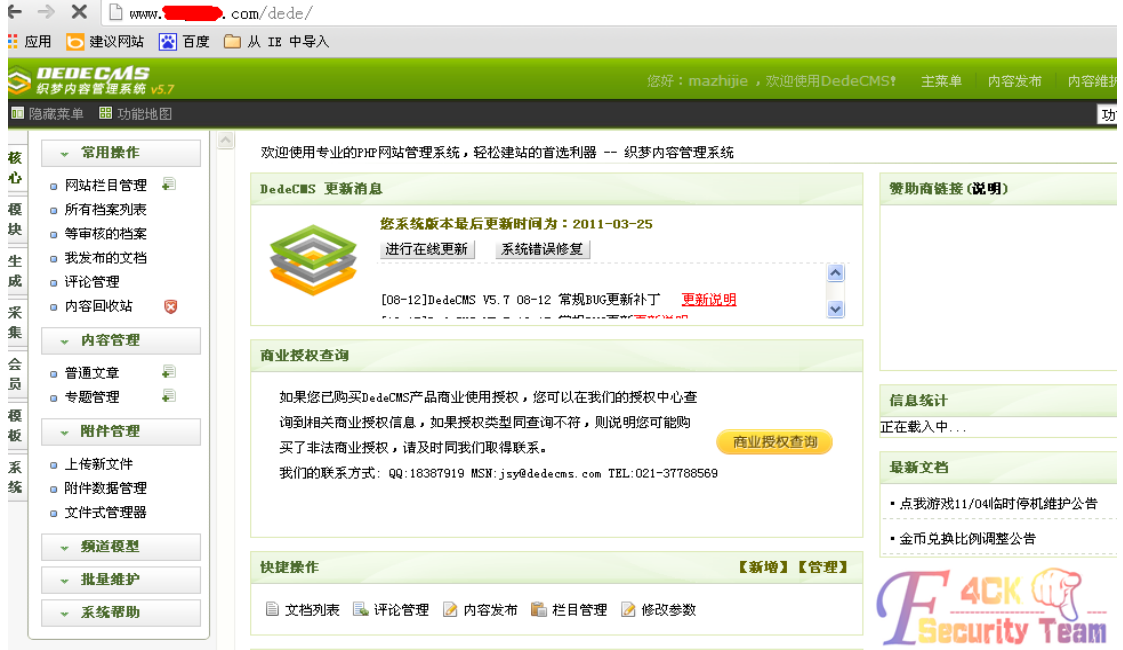 www. . com/dede/
应用 建议网站 百度 从 IE 中导入
DEDECMS
织梦内容管理系统 v5.7
您好：mazhijie ，欢迎使用DedeCMS! 主菜单 内容发布 内容维护
隐藏菜单 功能地图
核心
模块
生成
采集
会员
模板
系统
常用操作
网站栏目管理
所有档案列表
等审核的档案
我发布的文档
评论管理
内容回收站
内容管理
普通文章
专题管理
附件管理
上传新文件
附件数据管理
文件式管理器
频道模型
批量维护
系统帮助
欢迎使用专业的PHP网站管理系统，轻松建站的首选利器 -- 织梦内容管理系统
DedeCMS 更新消息
您系统版本最后更新时间为：2011-03-25
进行在线更新 系统错误修复
[08-12]DedeCMS V5.7 08-12 常规BUG更新补丁 更新说明
商业授权查询
如果您已购买DedeCMS产品商业使用授权，您可以在我们的授权中心查
询到相关商业授权信息，如果授权类型同查询不符，则说明您可能购
买了非法商业授权，请及时同我们取得联系。
我们的联系方式: QQ:18387919 MSN:jsy@dedecms.com TEL:021-37788569
商业授权查询
快捷操作 【新增】【管理】
文档列表 评论管理 内容发布 栏目管理 修改参数
赞助商链接(说明)
信息统计
正在载入中...
最新文档
点我游戏11/04临时停机维护公告
金币兑换比例调整公告
F4CK
Security Team